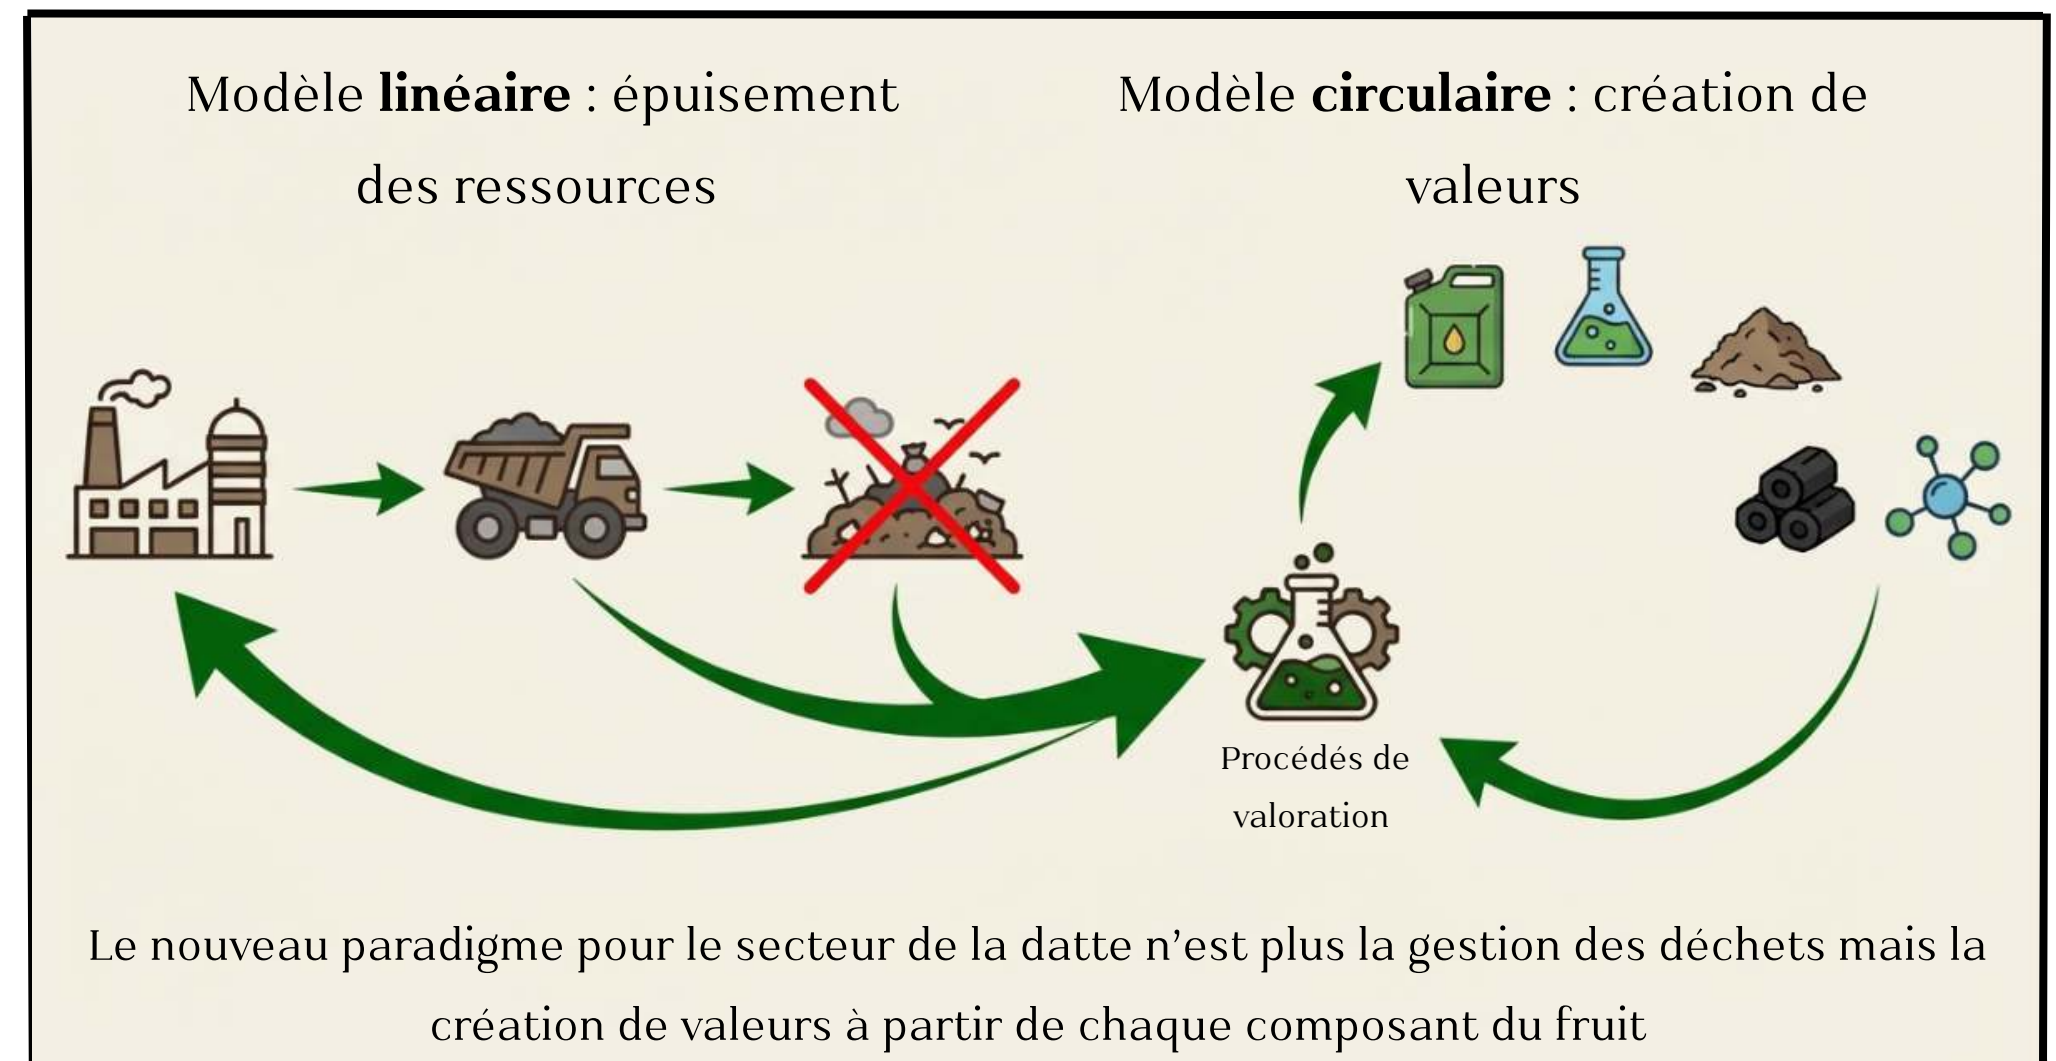 Modèle linéaire : épuisement
des ressources
Modèle circulaire : création de
valeurs
Procédés de
valoration
Le nouveau paradigme pour le secteur de la datte n’est plus la gestion des déchets mais la
création de valeurs à partir de chaque composant du fruit